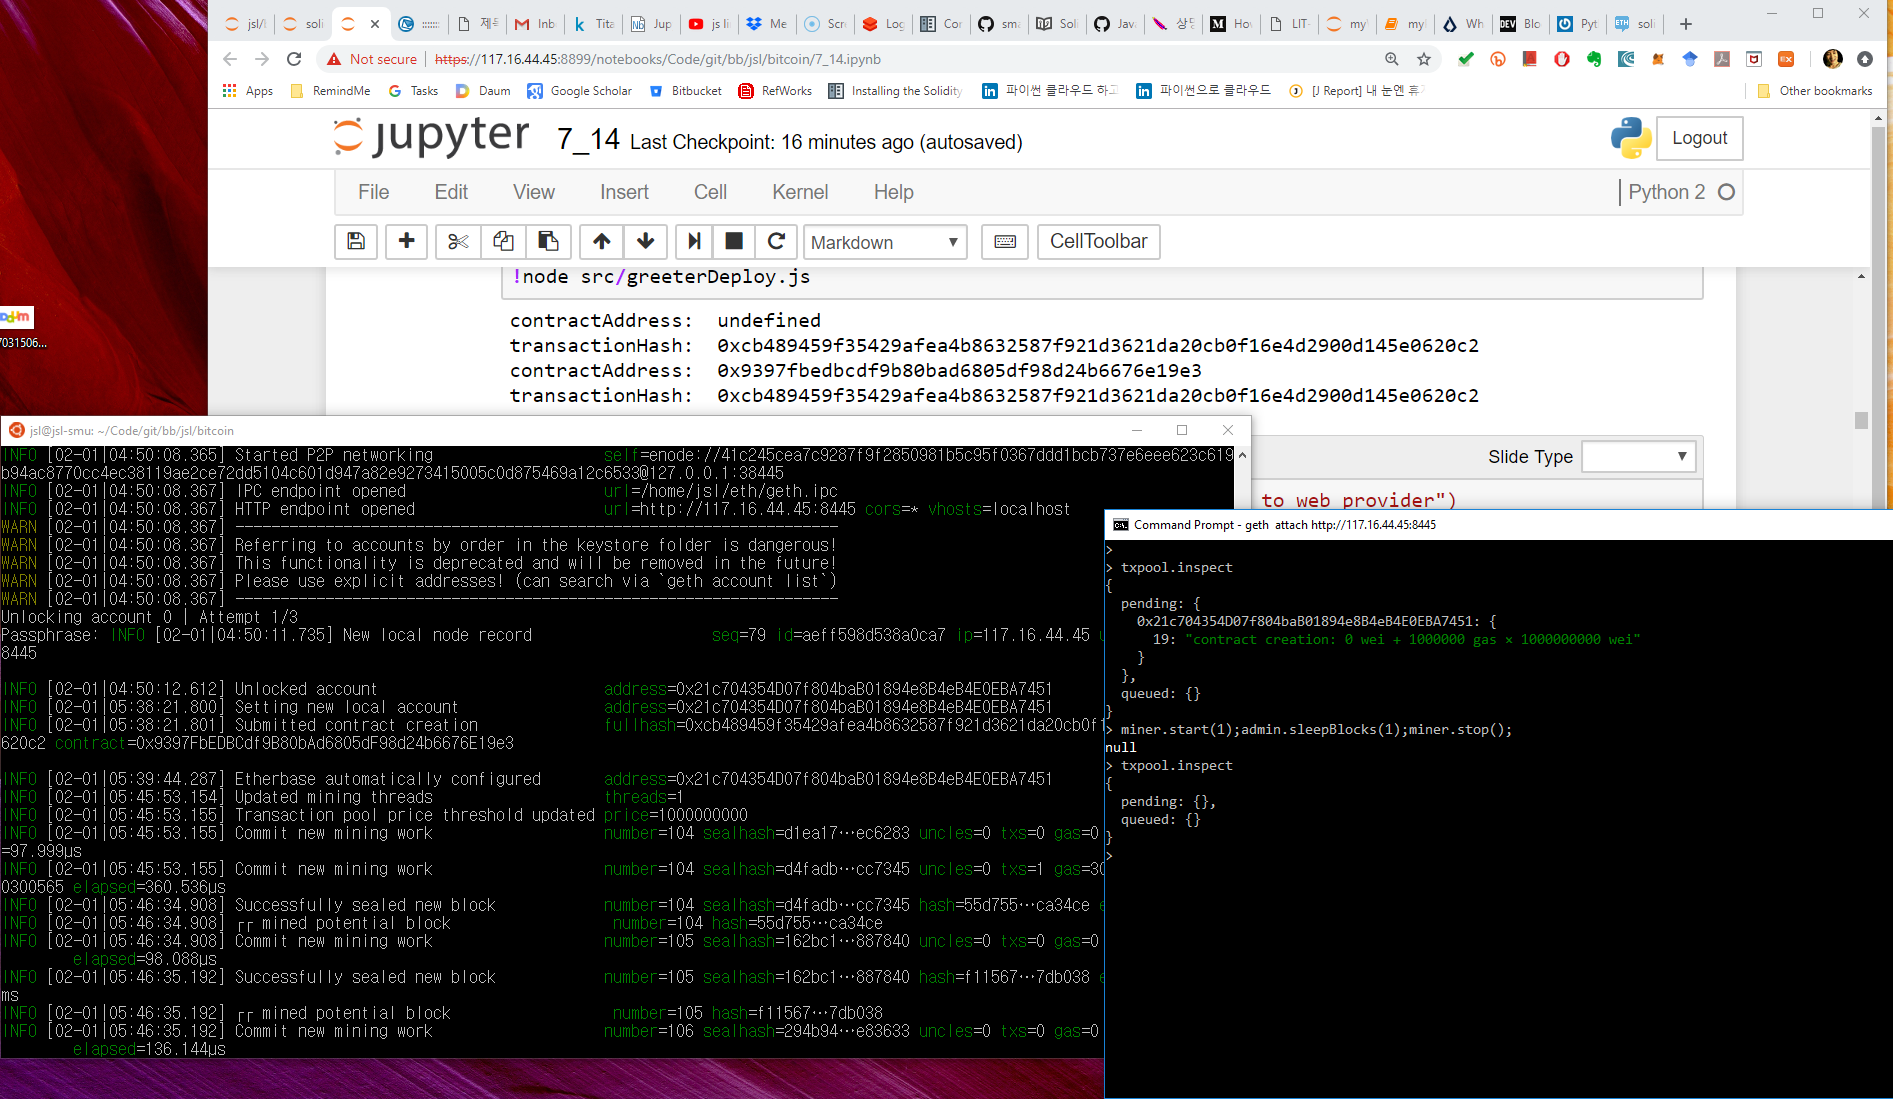 jsl/l
soli
제목
Inb
Tita
Jup
js li
Me
Scr
Log
Cor
sma
Soli
Java
상명
Hov
LIT-
my
my
Wh
Blo
Pyt
soli
Not secure
https://117.16.44.45:8899/notebooks/Code/git/bb/jsl/bitcoin/7_14.ipynb
Apps RemindMe Tasks Daum Google Scholar Bitbucket RefWorks Installing the Solidity 파이썬 클라우드 하고 파이썬으로 클라우드 [J Report] 내 눈엔 Other bookmarks
jupyter 7_14 Last Checkpoint: 16 minutes ago (autosaved) Logout
File Edit View Insert Cell Kernel Help Python 2
Markdown CellToolbar
!node src/greeterDeploy.js
contractAddress: undefined
transactionHash: 0xcb489459f35429afea4b8632587f921d3621da20cb0f16e4d2900d145e0620c2
contractAddress: 0x9397fbedbcdf9b80bad6805df98d24b6676e19e3
transactionHash: 0xcb489459f35429afea4b8632587f921d3621da20cb0f16e4d2900d145e0620c2
7031506...
Slide Type
to web provider")
jsl@jsl-smu: ~/Code/git/bb/jsl/bitcoin
INFO [02-01|04:50:08.365] Started P2P networking self=enode://41c245cea7c9287f9f2850981b5c95f0367ddd1bcb737e6eee623c619
b94ac8770cc4ec38119ae2ce72dd5104c601d947a82e9273415005c0d875469a12c6533@127.0.0.1:38445
INFO [02-01|04:50:08.367] IPC endpoint opened url=/home/jsl/eth/geth.ipc
INFO [02-01|04:50:08.367] HTTP endpoint opened url=http://117.16.44.45:8445 cors=* vhosts=localhost
WARN [02-01|04:50:08.367] -------------------------------------------------------------------
WARN [02-01|04:50:08.367] Referring to accounts by order in the keystore folder is dangerous!
WARN [02-01|04:50:08.367] This functionality is deprecated and will be removed in the future!
WARN [02-01|04:50:08.367] Please use explicit addresses! (can search via `geth account list`)
WARN [02-01|04:50:08.367] -------------------------------------------------------------------
Unlocking account 0 | Attempt 1/3
Passphrase: INFO [02-01|04:50:11.735] New local node record seq=79 id=aeff598d538a0ca7 ip=117.16.44.45 u
8445
INFO [02-01|04:50:12.612] Unlocked account address=0x21c704354D07f804baB01894e8B4eB4E0EBA7451
INFO [02-01|05:38:21.800] Setting new local account address=0x21c704354D07f804baB01894e8B4eB4E0EBA7451
INFO [02-01|05:38:21.801] Submitted contract creation fullhash=0xcb489459f35429afea4b8632587f921d3621da20cb0f1
620c2 contract=0x9397FbEDBCdf9B80bAd6805dF98d24b6676E19e3
INFO [02-01|05:39:44.287] Etherbase automatically configured address=0x21c704354D07f804baB01894e8B4eB4E0EBA7451
INFO [02-01|05:45:53.154] Updated mining threads threads=1
INFO [02-01|05:45:53.155] Transaction pool price threshold updated price=1000000000
INFO [02-01|05:45:53.155] Commit new mining work number=104 sealhash=d1ea17…ec6283 uncles=0 txs=0 gas=0
=97.999µs
INFO [02-01|05:45:53.155] Commit new mining work number=104 sealhash=d4fadb…cc7345 uncles=0 txs=1 gas=30
0300565 elapsed=360.536µs
INFO [02-01|05:46:34.908] Successfully sealed new block number=104 sealhash=d4fadb…cc7345 hash=55d755…ca34ce e
INFO [02-01|05:46:34.908] ┌┌ mined potential block number=104 hash=55d755…ca34ce
INFO [02-01|05:46:34.908] Commit new mining work number=105 sealhash=162bc1…887840 uncles=0 txs=0 gas=0
elapsed=98.088µs
INFO [02-01|05:46:35.192] Successfully sealed new block number=105 sealhash=162bc1…887840 hash=f11567…7db038 e
ms
INFO [02-01|05:46:35.192] ┌┌ mined potential block number=105 hash=f11567…7db038
INFO [02-01|05:46:35.192] Commit new mining work number=106 sealhash=294b94…e83633 uncles=0 txs=0 gas=0
elapsed=136.144µs
Command Prompt - geth attach http://117.16.44.45:8445
>
> txpool.inspect
{
pending: {
0x21c704354D07f804baB01894e8B4eB4E0EBA7451: {
19: "contract creation: 0 wei + 1000000 gas × 1000000000 wei"
}
},
queued: {}
}
> miner.start(1);admin.sleepBlocks(1);miner.stop();
null
> txpool.inspect
{
pending: {},
queued: {}
}
>